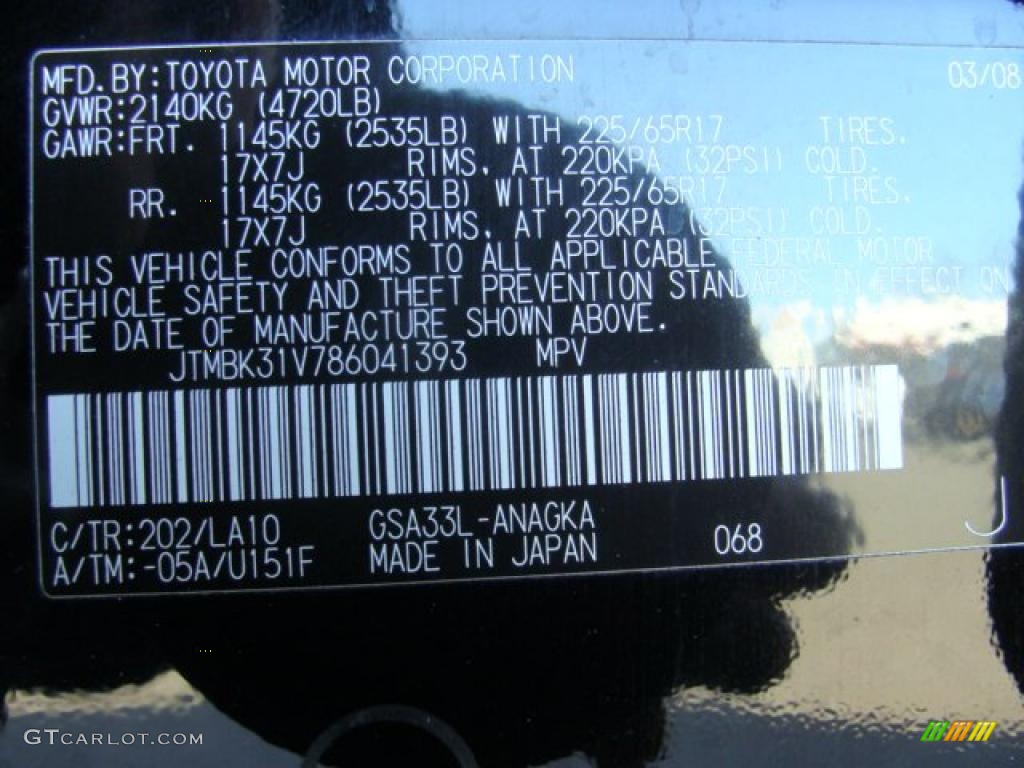 MFD.BY:TOYOTA MOTOR CORPORATION 03/08
GVWR:2140KG (4720LB)
GAWR:FRT. 1145KG (2535LB) WITH 225/65R17 TIRES.
17X7J RIMS, AT 220KPA (32PSI) COLD.
RR. 1145KG (2535LB) WITH 225/65R17 TIRES.
17X7J RIMS, AT 220KPA (32PSI) COLD.
THIS VEHICLE CONFORMS TO ALL APPLICABLE FEDERAL MOTOR
VEHICLE SAFETY AND THEFT PREVENTION STANDARDS IN EFFECT ON
THE DATE OF MANUFACTURE SHOWN ABOVE.
JTMBK31V786041393 MPV
C/TR:202/LA10 GSA33L-ANAGKA 068 J
A/TM:-05A/U151F MADE IN JAPAN
GTCARLOT.COM